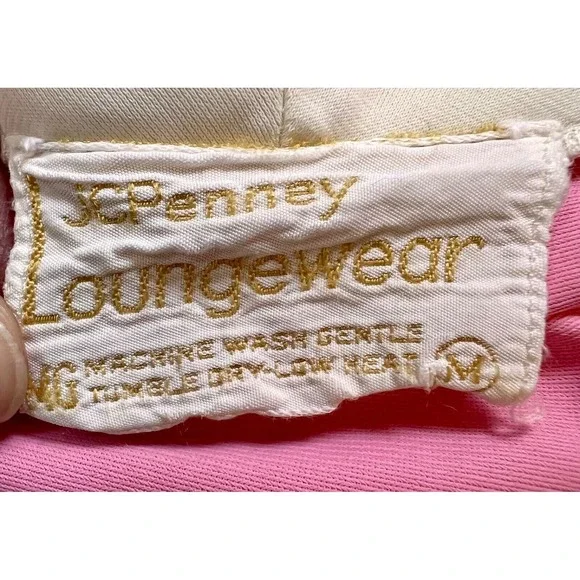 JCPenney
Loungewear
MACHINE WASH GENTLE
TUMBLE DRY-LOW HEAT M